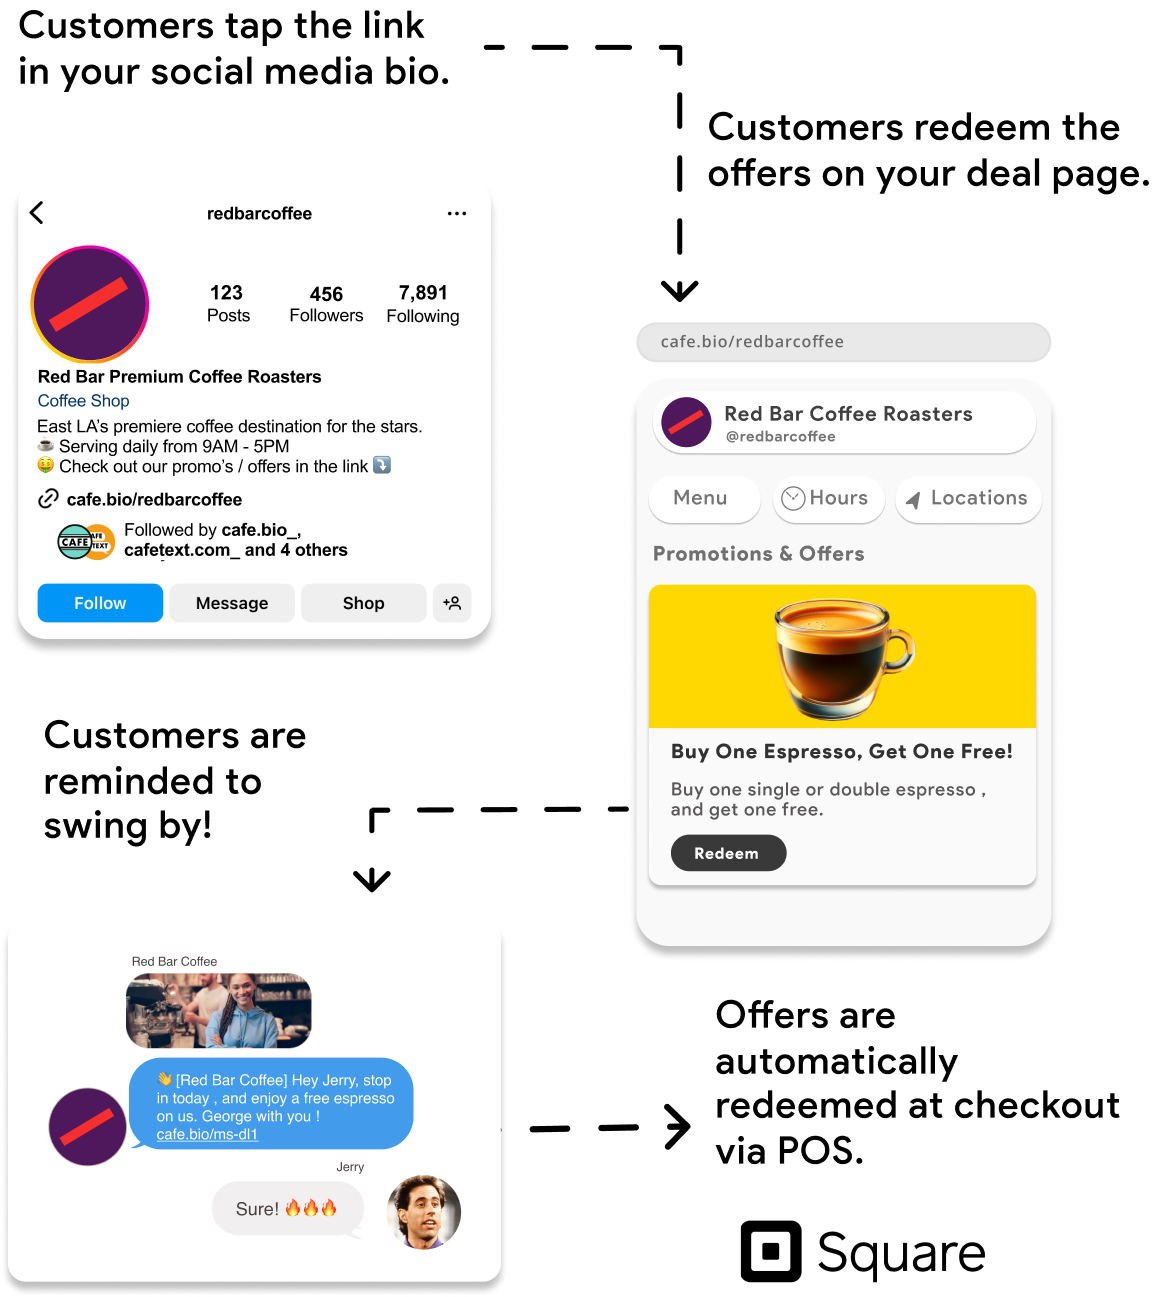 Customers tap the link
in your social media bio.
Customers redeem the
offers on your deal page.
redbarcoffee
123
Posts
456
Followers
7,891
Following
Red Bar Premium Coffee Roasters
Coffee Shop
East LA's premiere coffee destination for the stars.
☕ Serving daily from 9AM - 5PM
🤑 Check out our promo's / offers in the link ⤵️
cafe.bio/redbarcoffee
CAFE
AFE
TEXT
Followed by cafe.bio_,
cafetext.com_ and 4 others
Follow
Message
Shop
cafe.bio/redbarcoffee
Red Bar Coffee Roasters
@redbarcoffee
Menu
Hours
Locations
Promotions & Offers
Buy One Espresso, Get One Free!
Buy one single or double espresso ,
and get one free.
Redeem
Customers are
reminded to
swing by!
Red Bar Coffee
👋 [Red Bar Coffee] Hey Jerry, stop
in today , and enjoy a free espresso
on us. George with you !
cafe.bio/ms-dl1
Jerry
Sure! 🔥🔥🔥
Offers are
automatically
redeemed at checkout
via POS.
Square